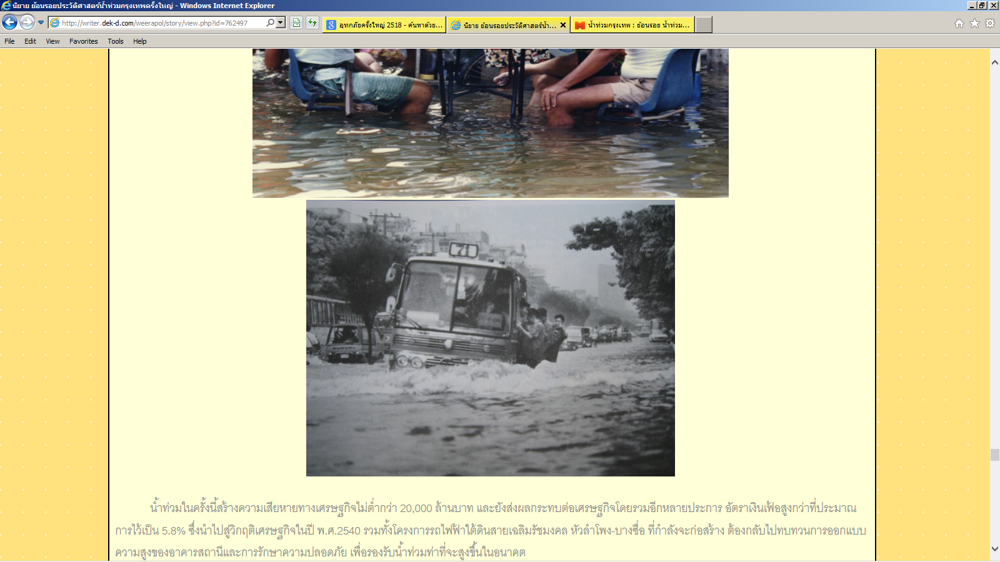 นิยาย ย้อนรอยประวัติศาสตร์น้ำท่วมกรุงเทพครั้งใหญ่ - Windows Internet Explorer
http://writer.dek-d.com/weerapol/story/view.php?id=762497
อุทกภัยครั้งใหญ่ 2518 - ค้นหาด้วย...
นิยาย ย้อนรอยประวัติศาสตร์น้ำ...
น้ำท่วมกรุงเทพ : ย้อนรอย น้ำท่วม...
File Edit View Favorites Tools Help
71
SUZUKI
น้ำท่วมในครั้งนี้สร้างความเสียหายทางเศรษฐกิจไม่ต่ำกว่า 20,000 ล้านบาท และยังส่งผลกระทบต่อเศรษฐกิจโดยรวมอีกหลายประการ อัตราเงินเฟ้อสูงกว่าที่ประมาณ
การไว้เป็น 5.8% ซึ่งนำไปสู่วิกฤติเศรษฐกิจในปี พ.ศ.2540 รวมทั้งโครงการรถไฟฟ้าใต้ดินสายเฉลิมรัชมงคล หัวลำโพง-บางซื่อ ที่กำลังจะก่อสร้าง ต้องกลับไปทบทวนการออกแบบ
ความสูงของอาคารสถานีและการรักษาความปลอดภัย เพื่อรองรับน้ำท่วมท่าที่จะสูงขึ้นในอนาคต